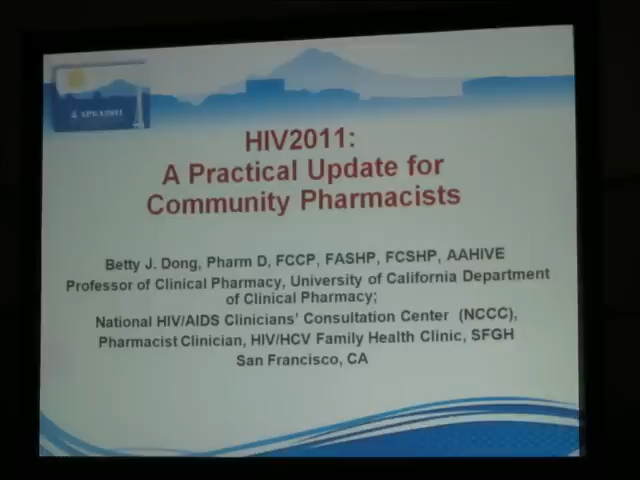 APhA2011
HIV2011:
A Practical Update for
Community Pharmacists
Betty J. Dong, Pharm D, FCCP, FASHP, FCSHP, AAHIVE
Professor of Clinical Pharmacy, University of California Department
of Clinical Pharmacy;
National HIV/AIDS Clinicians' Consultation Center (NCCC),
Pharmacist Clinician, HIV/HCV Family Health Clinic, SFGH
San Francisco, CA